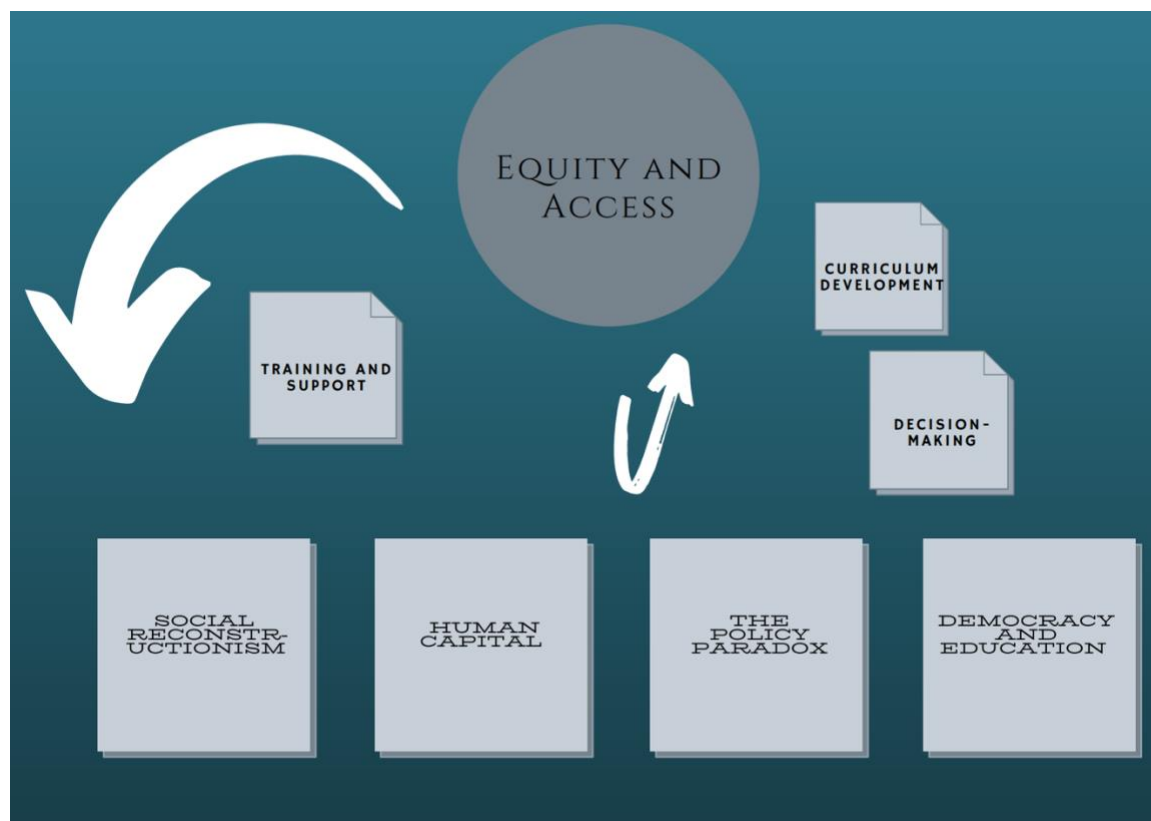 EQUITY AND
ACCESS
CURRICULUM
DEVELOPMENT
TRAINING AND
SUPPORT
DECISION-
MAKING
SOCIAL
RECONSTR-
UCTIONISM
HUMAN
CAPITAL
THE
POLICY
PARADOX
DEMOCRACY
AND
EDUCATION